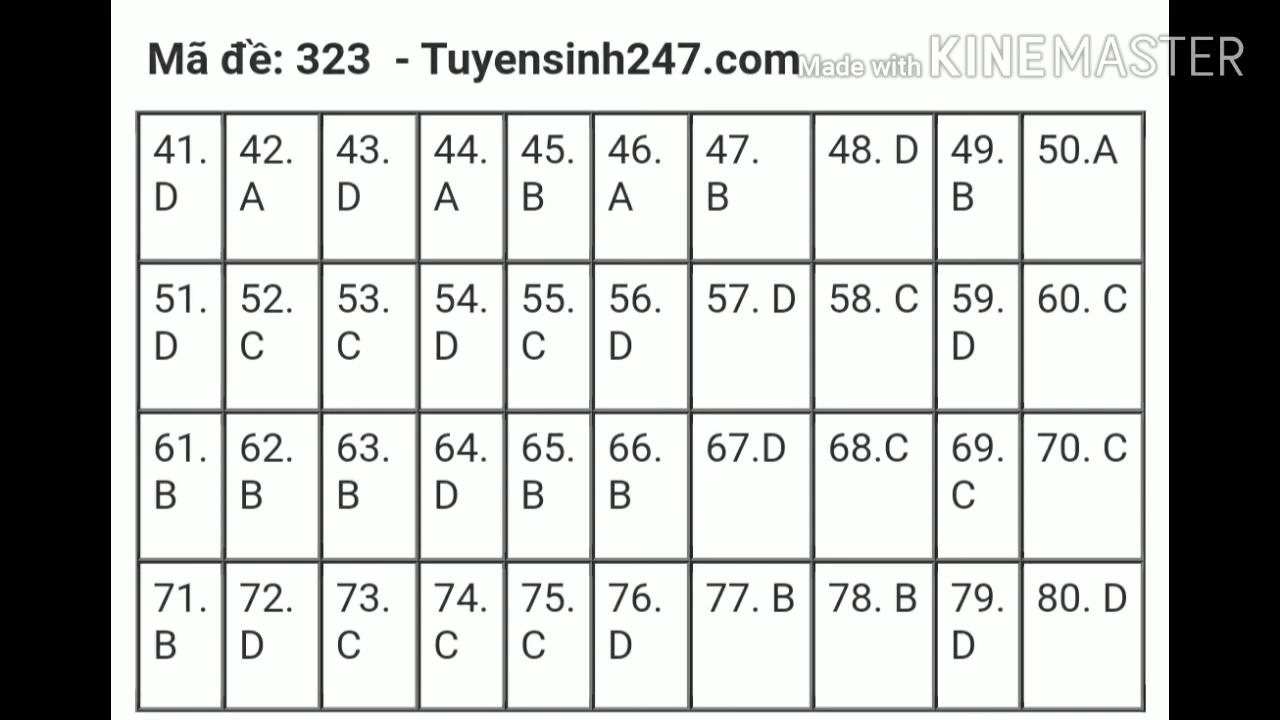 Mã đề: 323 - Tuyensinh247.com
Made with KINEMASTER
41. D 42. A 43. D 44. A 45. B 46. A 47. B 48. D 49. B 50.A
51. D 52. C 53. C 54. D 55. C 56. D 57. D 58. C 59. D 60. C
61. B 62. B 63. B 64. D 65. B 66. B 67.D 68.C 69. C 70. C
71. B 72. D 73. C 74. C 75. C 76. D 77. B 78. B 79. D 80. D